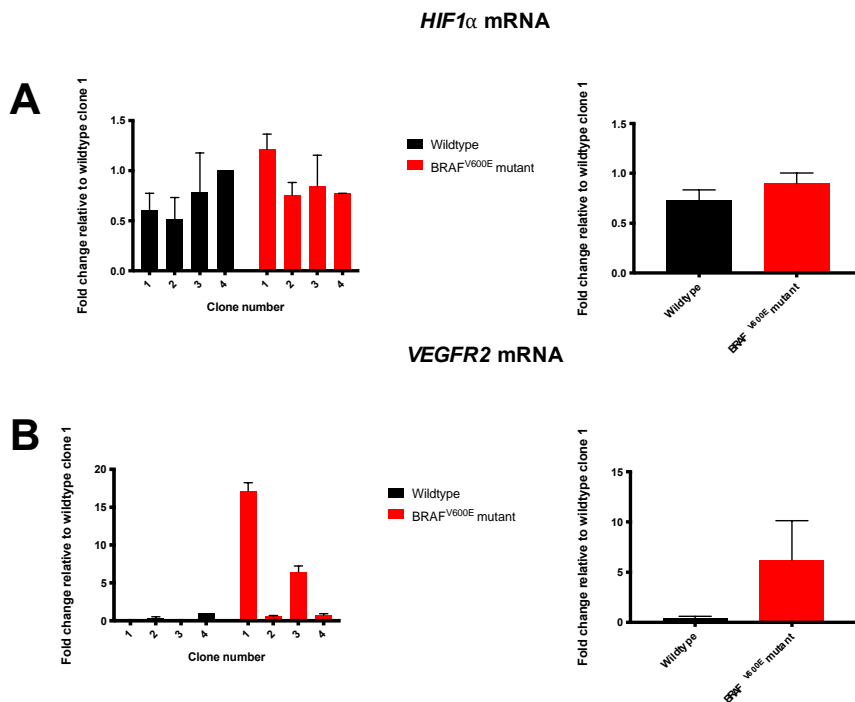 HIF1α mRNA
A
Fold change relative to wildtype clone 1
1.5
1.0
0.5
0.0
1 2 3 4 1 2 3 4
Clone number
Wildtype
BRAFV600E mutant
Fold change relative to wildtype clone 1
1.5
1.0
0.5
0.0
Wildtype
BRAF V600E mutant
VEGFR2 mRNA
B
Fold change relative to wildtype clone 1
20
15
10
5
0
1 2 3 4 1 2 3 4
Clone number
Wildtype
BRAFV600E mutant
Fold change relative to wildtype clone 1
15
10
5
0
Wildtype
BRAF V600E mutant